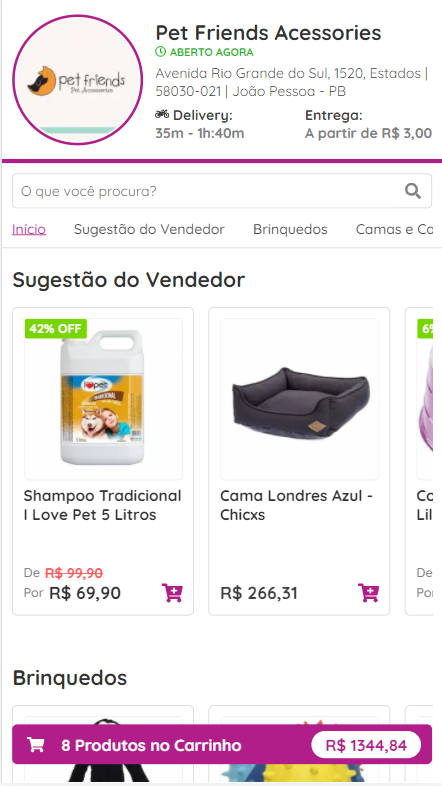 Pet Friends Acessories
ABERTO AGORA
Avenida Rio Grande do Sul, 1520, Estados |
58030-021 | João Pessoa - PB
Delivery:
35m - 1h:40m
Entrega:
A partir de R$ 3,00
pet friends
Pet Accessories
O que você procura?
Início
Sugestão do Vendedor
Brinquedos
Camas e Ca
Sugestão do Vendedor
42% OFF
I♥pet
TRADICIONAL
Shampoo Tradicional
I Love Pet 5 Litros
De R$ 99,90
Por R$ 69,90
Cama Londres Azul -
Chicxs
R$ 266,31
6%
Co
Lil
De
Por
Brinquedos
8 Produtos no Carrinho
R$ 1344,84